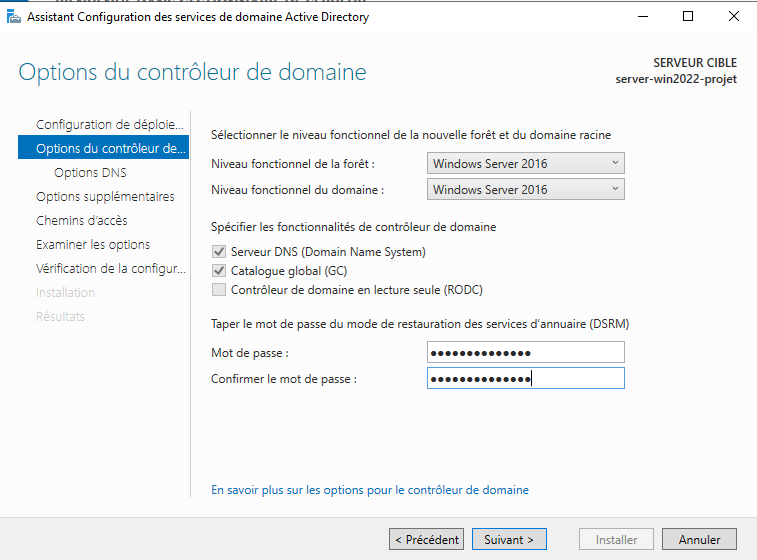 Assistant Configuration des services de domaine Active Directory
Options du contrôleur de domaine
SERVEUR CIBLE
server-win2022-projet
Configuration de déploie...
Options du contrôleur de...
Options DNS
Options supplémentaires
Chemins d'accès
Examiner les options
Vérification de la configur...
Installation
Résultats
Sélectionner le niveau fonctionnel de la nouvelle forêt et du domaine racine
Niveau fonctionnel de la forêt : Windows Server 2016
Niveau fonctionnel du domaine : Windows Server 2016
Spécifier les fonctionnalités de contrôleur de domaine
Serveur DNS (Domain Name System)
Catalogue global (GC)
Contrôleur de domaine en lecture seule (RODC)
Taper le mot de passe du mode de restauration des services d'annuaire (DSRM)
Mot de passe : ●●●●●●●●●●●●●●
Confirmer le mot de passe : ●●●●●●●●●●●●●●
En savoir plus sur les options pour le contrôleur de domaine
< Précédent Suivant > Installer Annuler